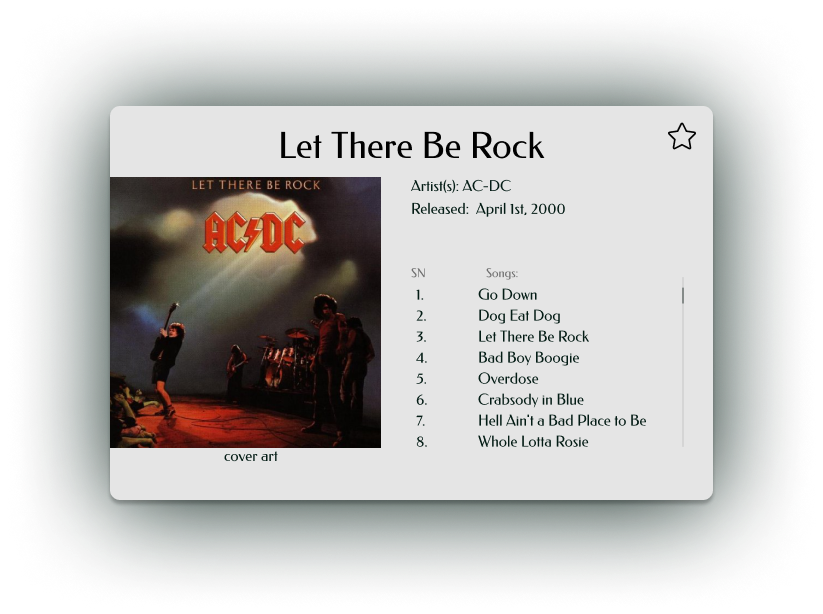 Let There Be Rock
LET THERE BE ROCK
AC/DC
cover art
Artist(s): AC-DC
Released: April 1st, 2000
SN Songs:
1. Go Down
2. Dog Eat Dog
3. Let There Be Rock
4. Bad Boy Boogie
5. Overdose
6. Crabsody in Blue
7. Hell Ain't a Bad Place to Be
8. Whole Lotta Rosie